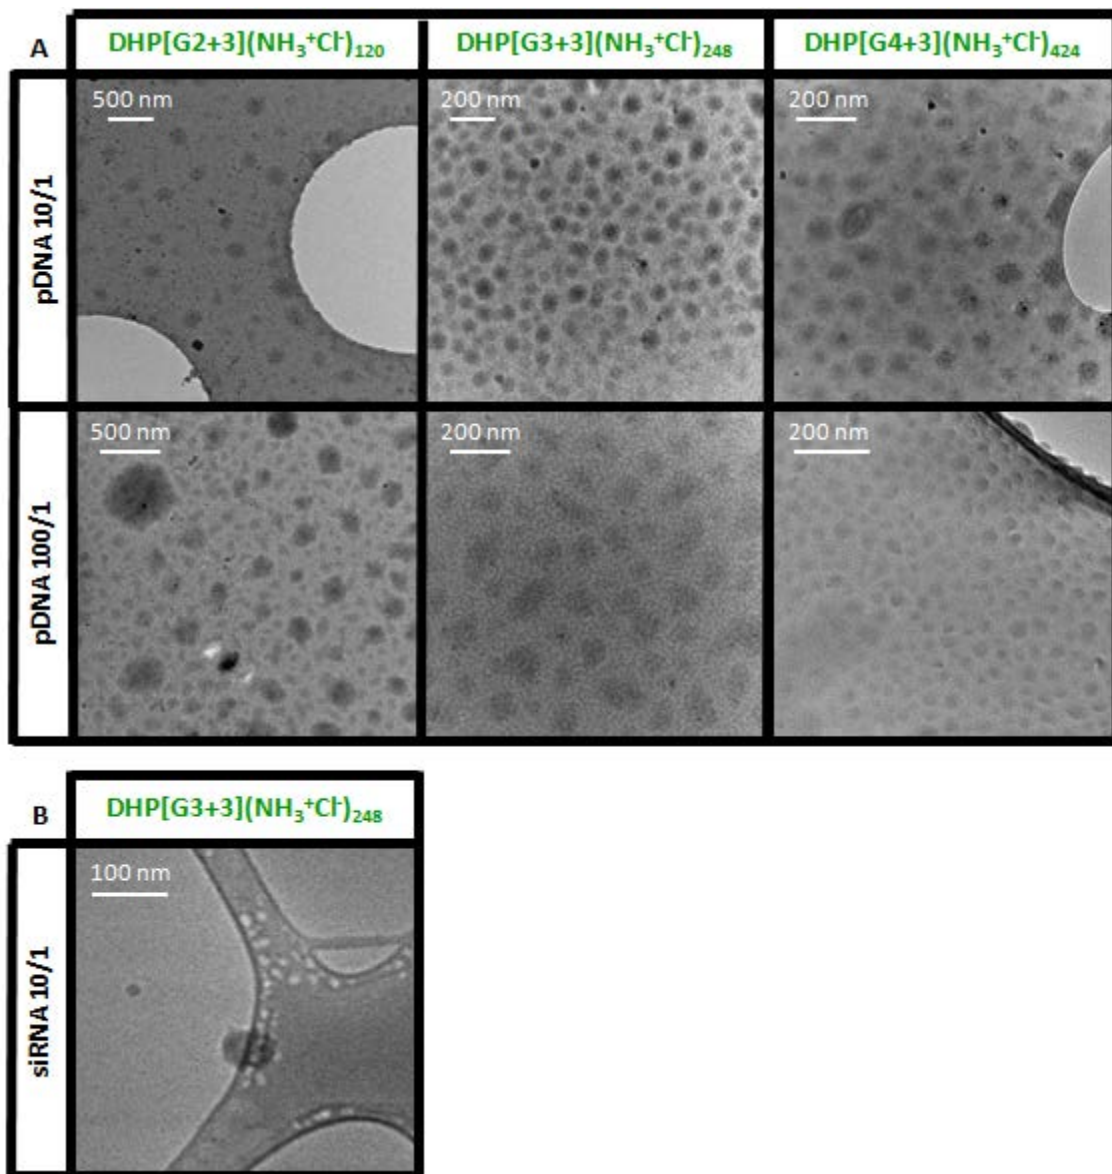 A
DHP[G2+3](NH₃⁺Cl⁻)₁₂₀
DHP[G3+3](NH₃⁺Cl⁻)₂₄₈
DHP[G4+3](NH₃⁺Cl⁻)₄₂₄
pDNA 10/1
500 nm
200 nm
200 nm
pDNA 100/1
500 nm
200 nm
200 nm
B
DHP[G3+3](NH₃⁺Cl⁻)₂₄₈
siRNA 10/1
100 nm